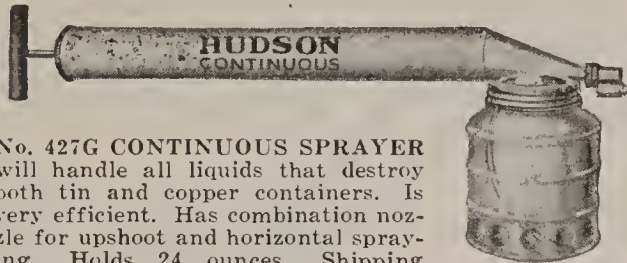 HUDSON
CONTINUOUS
No. 427G CONTINUOUS SPRAYER
will handle all liquids that destroy
both tin and copper containers. Is
very efficient. Has combination noz-
zle for upshoot and horizontal spray-
ing. Holds 24 ounces. Shipping